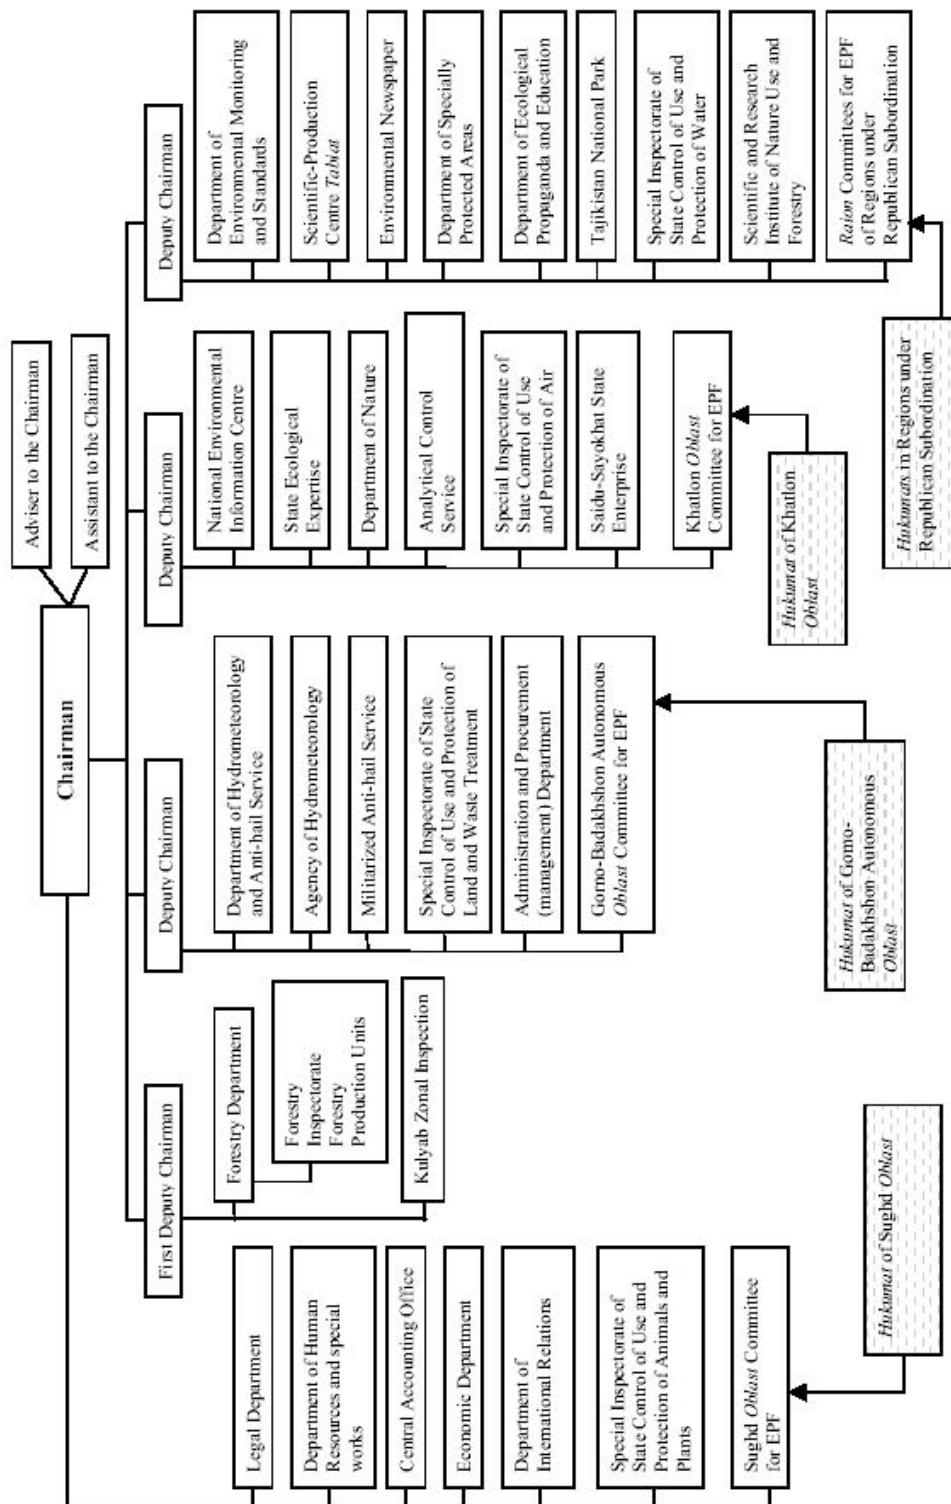 Adviser to the Chairman
Assistant to the Chairman
Chairman
First Deputy Chairman
Deputy Chairman
Deputy Chairman
Deputy Chairman
Legal Department
Department of Human
Resources and special
works
Central Accounting Office
Economic Department
Department of
International Relations
Special Inspectorate of
State Control of Use and
Protection of Animals and
Plants
Sughd Oblast Committee
for EPF
Hukumat of Sughd Oblast
Forestry Department
Forestry
Inspectorate
Forestry
Production Units
Kulyab Zonal Inspection
Department of Hydrometeorology
and Anti-hail Service
Agency of Hydrometeorology
Militarized Anti-hail Service
Special Inspectorate of State
Control of Use and Protection of
Land and Waste Treatment
Administration and Procurement
(management) Department
Gorno-Badakhshon Autonomous
Oblast Committee for EPF
Hukumat of Gorno-
Badakhshon Autonomous
Oblast
National Environmental
Information Centre
State Ecological
Expertise
Department of Nature
Analytical Control
Service
Special Inspectorate of
State Control of Use
and Protection of Air
Saidu-Sayokhat State
Enterprise
Khatlon Oblast
Committee for EPF
Hukumat of Khatlon
Oblast
Department of
Environmental Monitoring
and Standards
Scientific-Production
Centre Tabiat
Environmental Newspaper
Department of Specially
Protected Areas
Department of Ecological
Propaganda and Education
Tajikistan National Park
Special Inspectorate of
State Control of Use and
Protection of Water
Scientific and Research
Institute of Nature Use and
Forestry
Raion Committees for EPF
of Regions under
Republican Subordination
Hukumats in Regions under
Republican Subordination